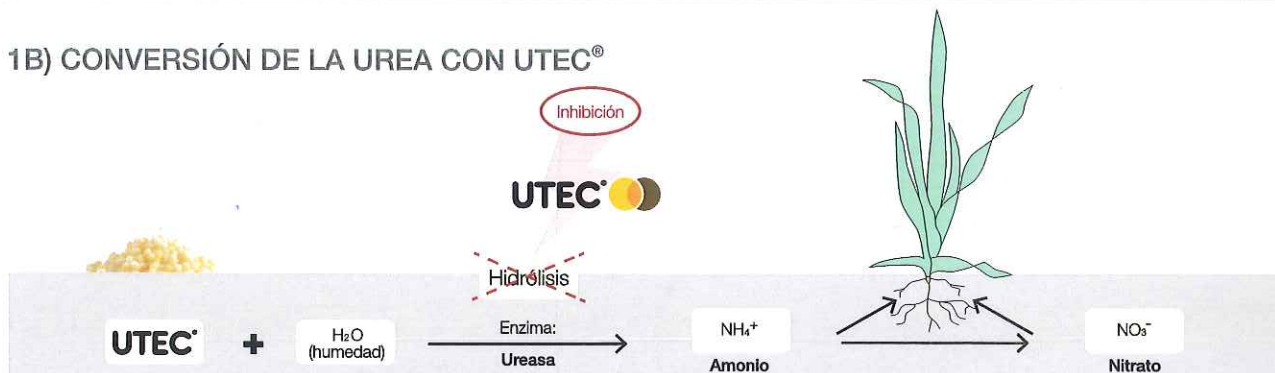 1B) CONVERSIÓN DE LA UREA CON UTEC®
Inhibición
UTEC°
Hidrólisis
UTEC°
+
H₂O
(humedad)
Enzima:
Ureasa
NH₄⁺
Amonio
NO₃⁻
Nitrato